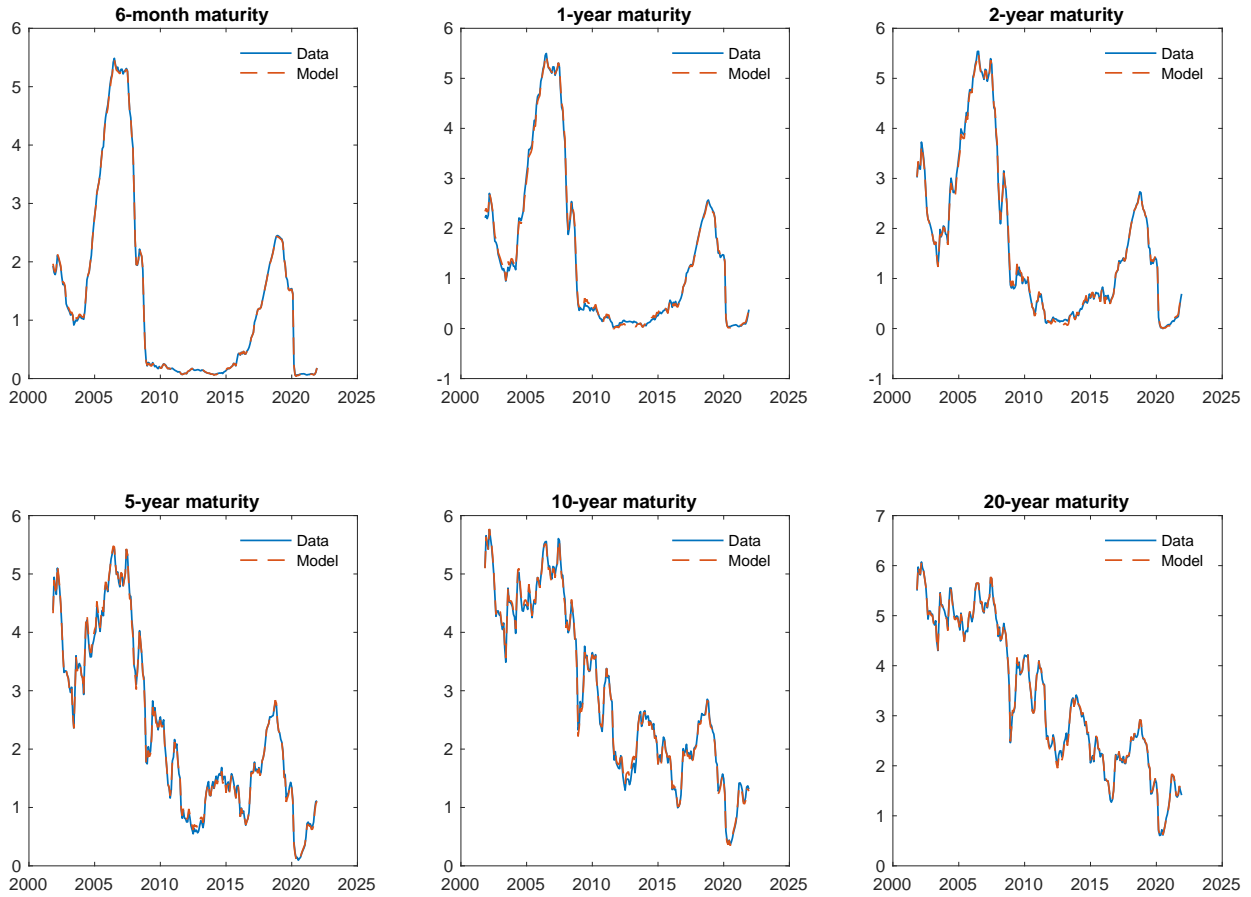 6-month maturity
6
5
4
3
2
1
0
2000 2005 2010 2015 2020 2025
Data
Model
1-year maturity
6
5
4
3
2
1
0
-1
2000 2005 2010 2015 2020 2025
Data
Model
2-year maturity
6
5
4
3
2
1
0
-1
2000 2005 2010 2015 2020 2025
Data
Model
5-year maturity
6
5
4
3
2
1
0
2000 2005 2010 2015 2020 2025
Data
Model
10-year maturity
6
5
4
3
2
1
0
2000 2005 2010 2015 2020 2025
Data
Model
20-year maturity
7
6
5
4
3
2
1
0
2000 2005 2010 2015 2020 2025
Data
Model